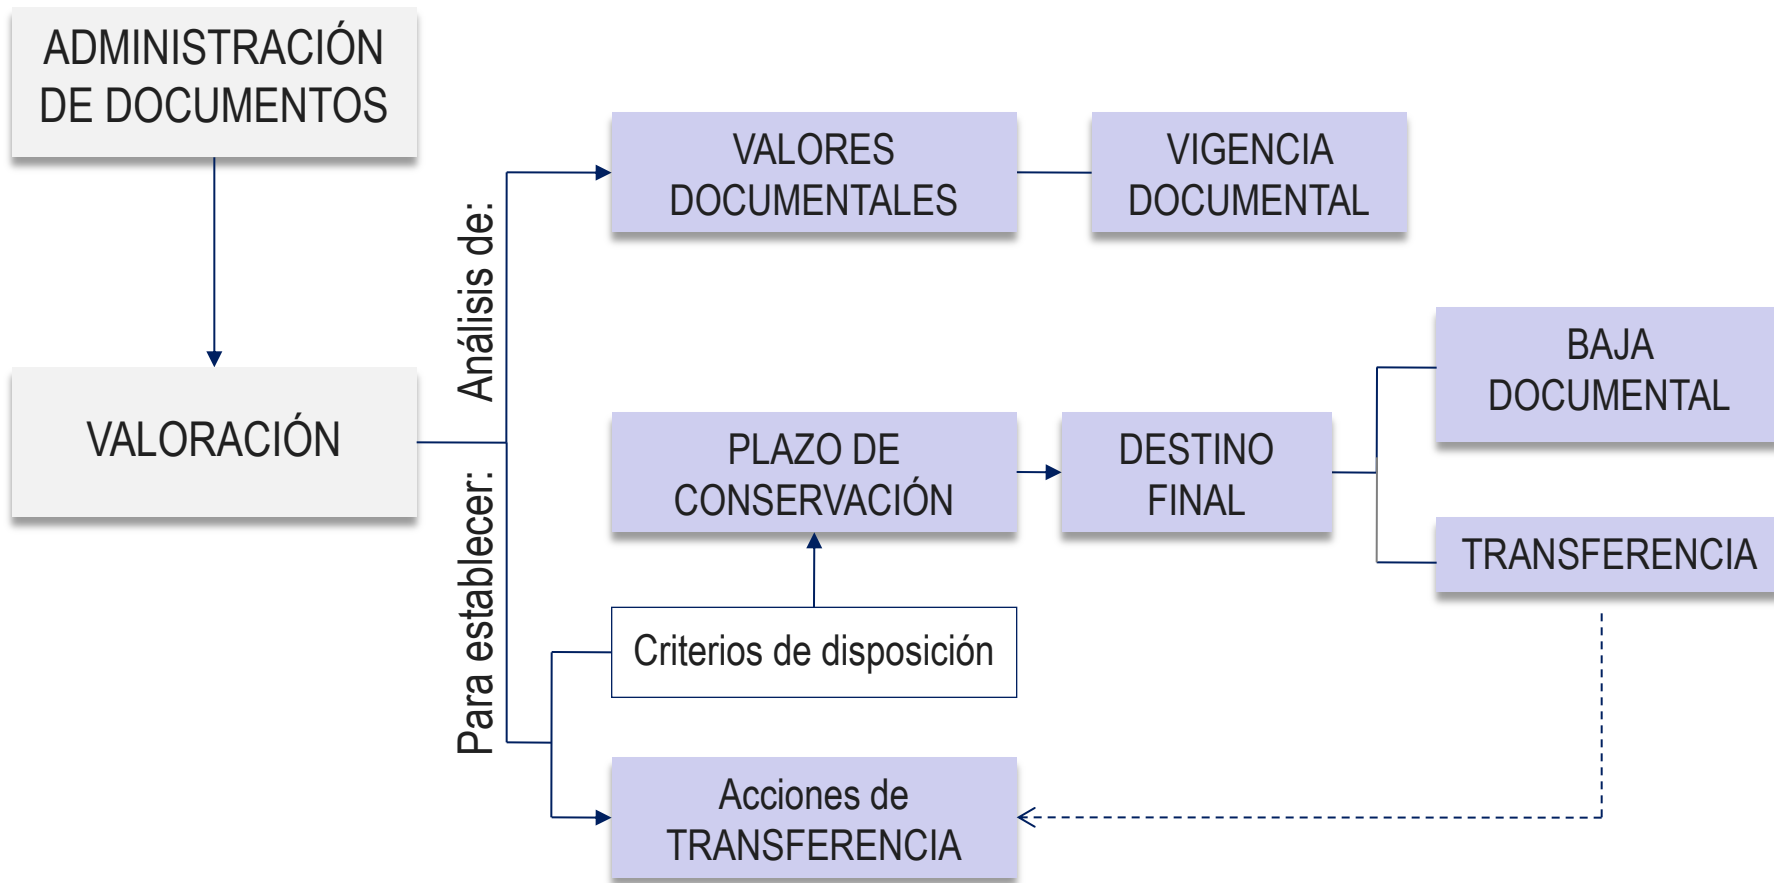 ADMINISTRACIÓN
DE DOCUMENTOS
VALORACIÓN
Análisis de:
Para establecer:
VALORES
DOCUMENTALES
VIGENCIA
DOCUMENTAL
PLAZO DE
CONSERVACIÓN
DESTINO
FINAL
BAJA
DOCUMENTAL
TRANSFERENCIA
Criterios de disposición
Acciones de
TRANSFERENCIA